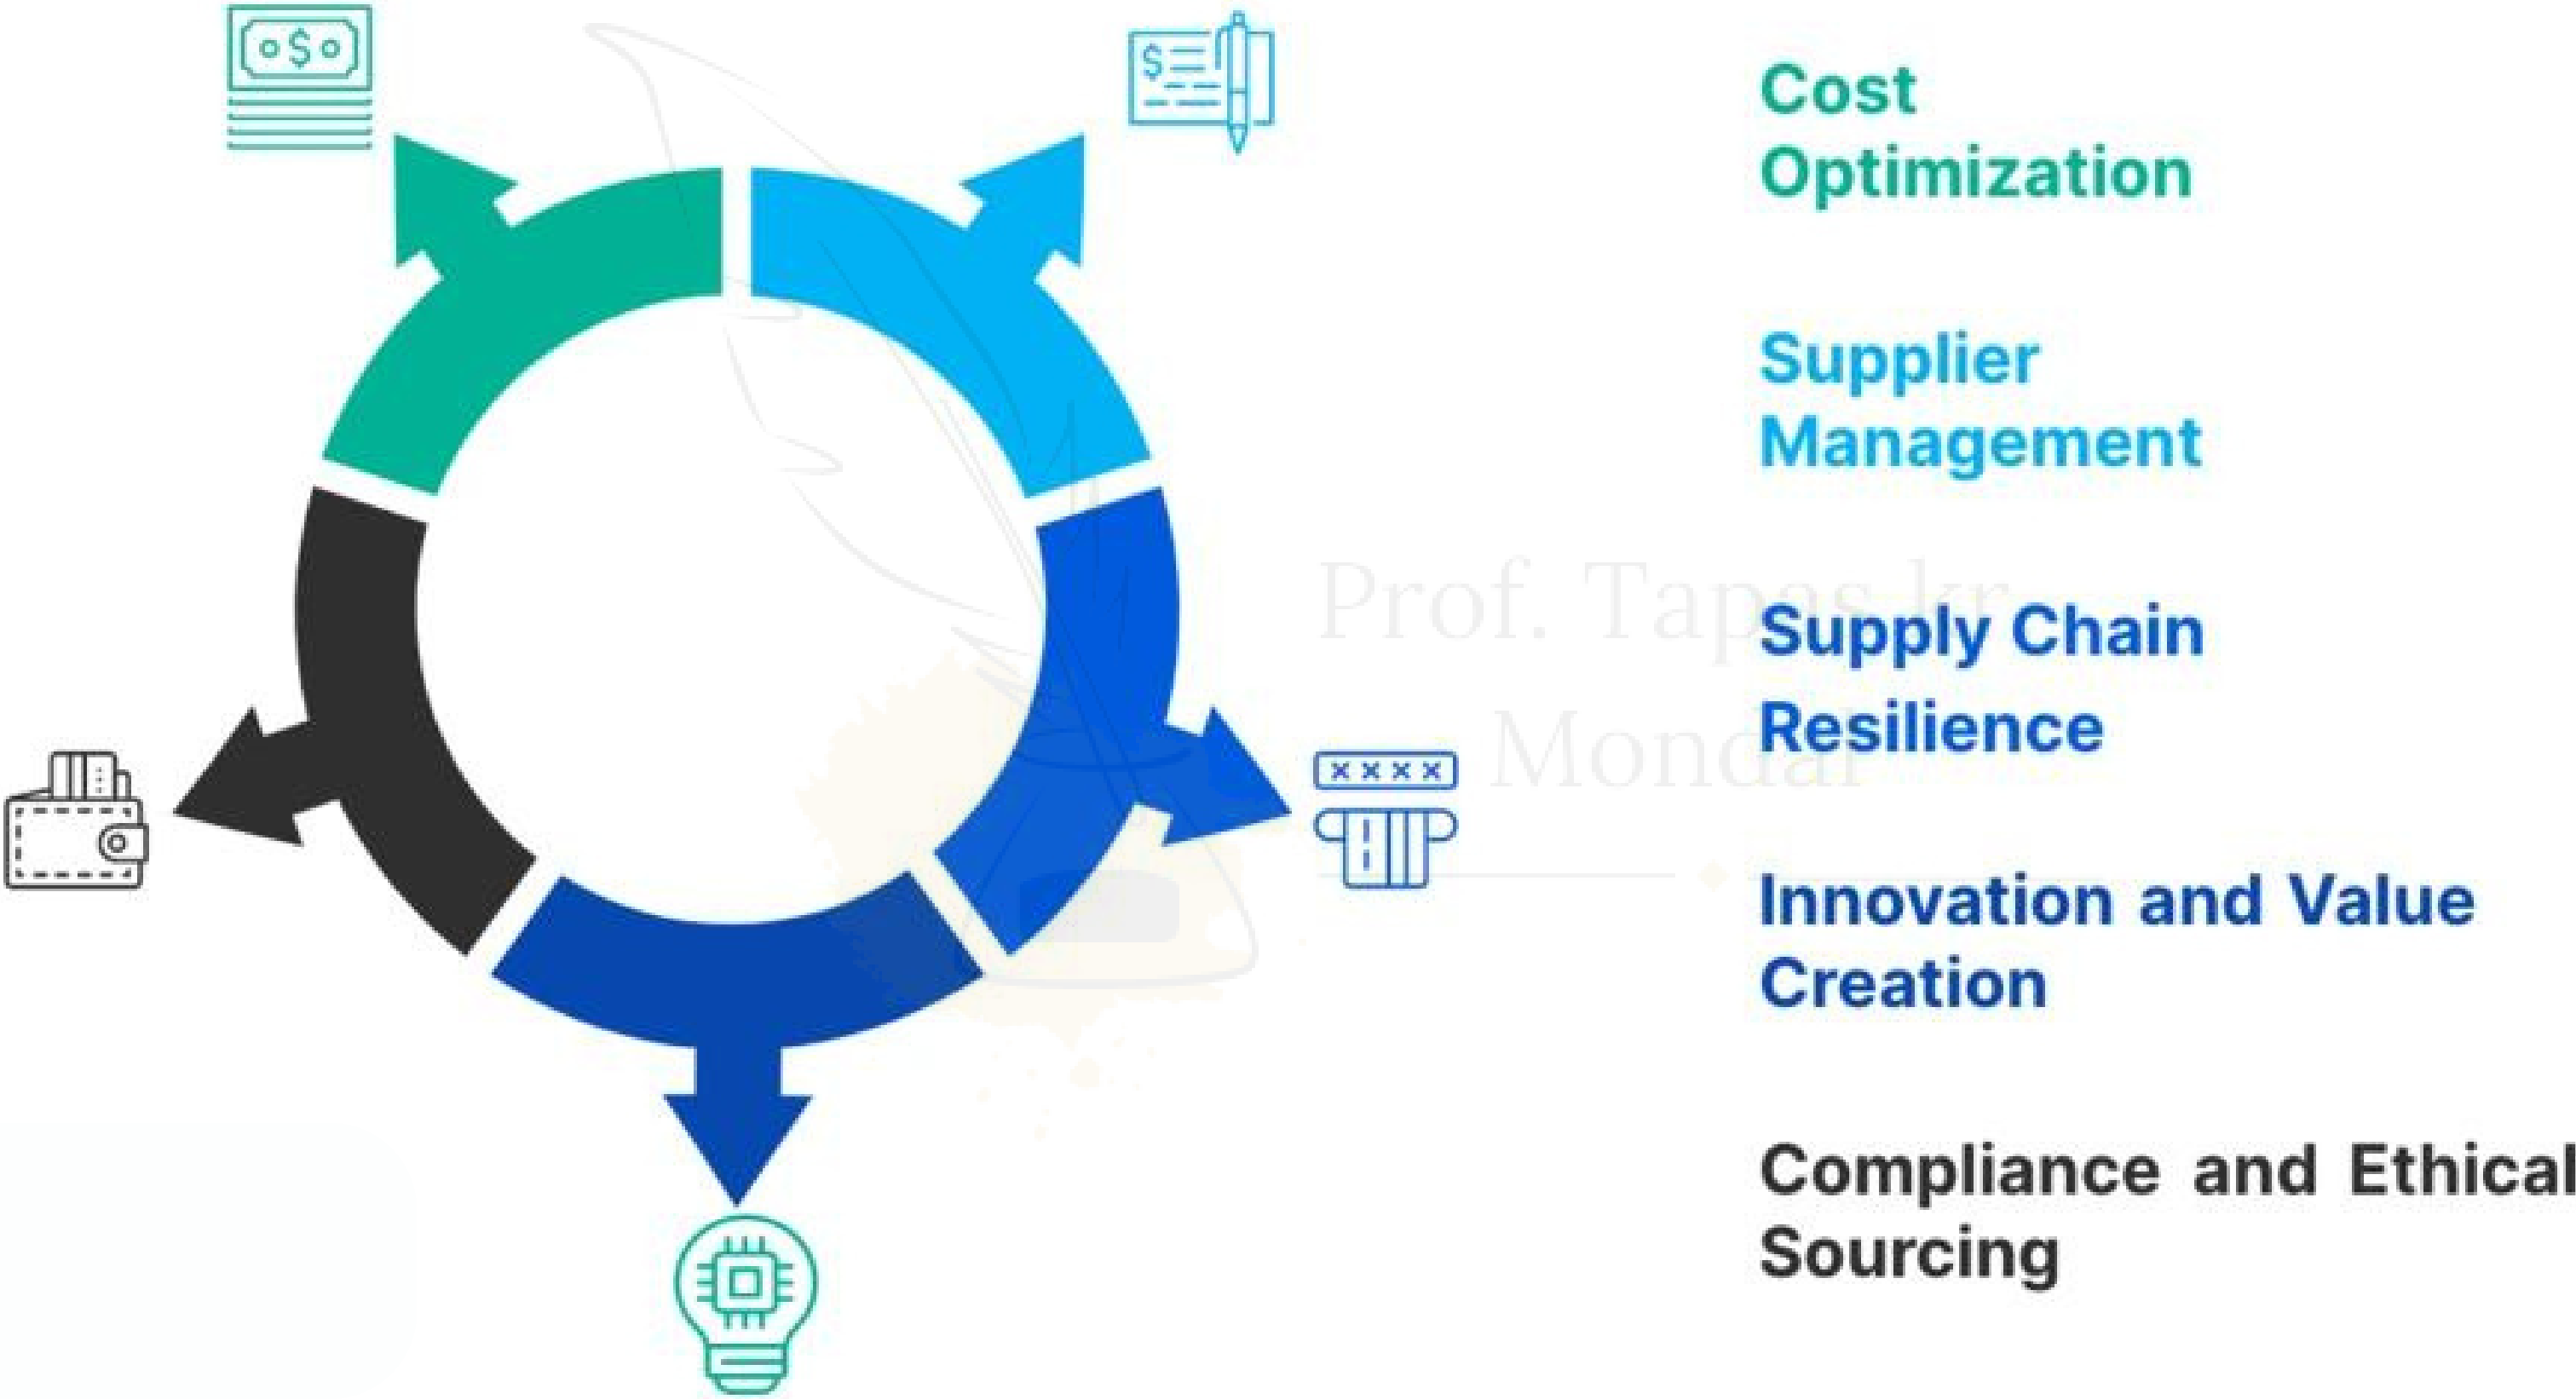 Cost
Optimization
Supplier
Management
Prof. Tapas kr
Supply Chain
Resilience
Mondal
Innovation and Value
Creation
Compliance and Ethical
Sourcing
$
$
xxxx